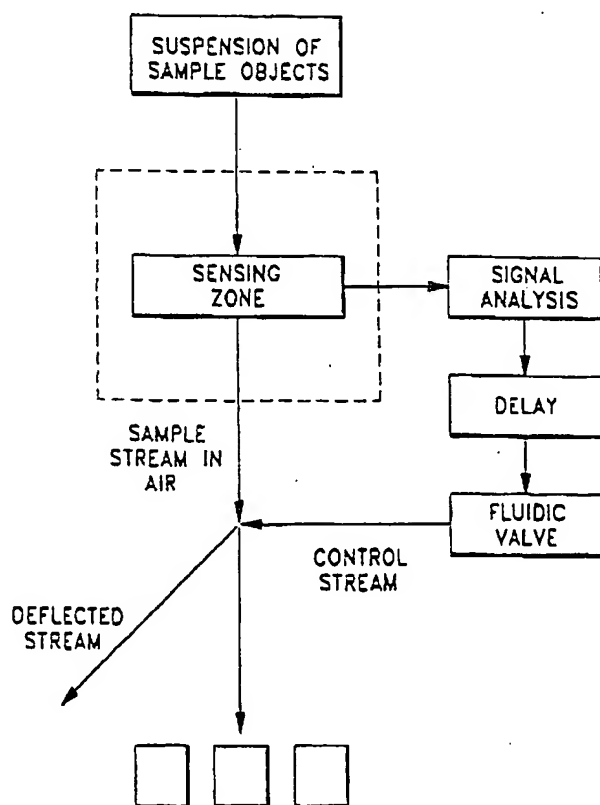 SUSPENSION OF
SAMPLE OBJECTS
SENSING
ZONE
SIGNAL
ANALYSIS
DELAY
SAMPLE
STREAM IN
AIR
FLUIDIC
VALVE
CONTROL
STREAM
DEFLECTED
STREAM